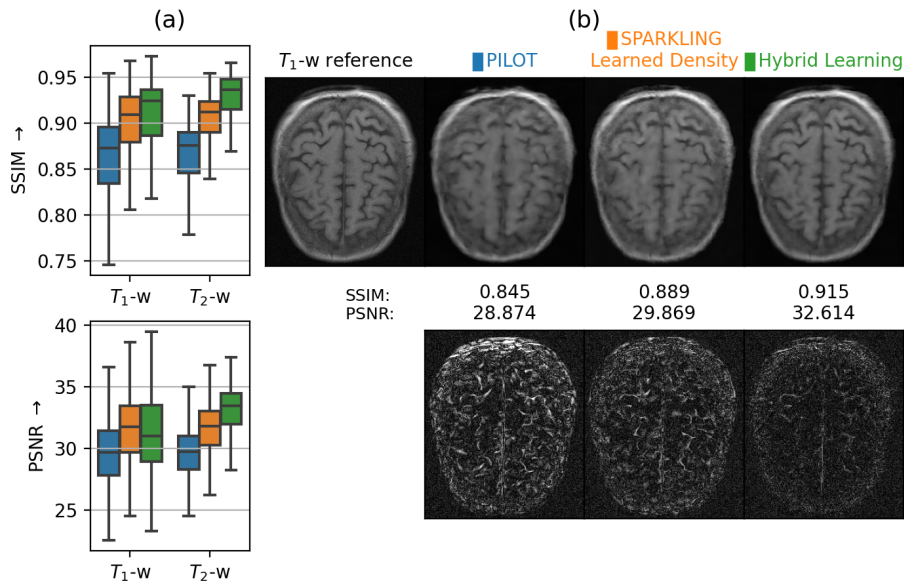 (a)
(b)
SSIM →
0.95
0.90
0.85
0.80
0.75
T1-w
T2-w
PSNR →
40
35
30
25
T1-w
T2-w
T1-w reference
PILOT
SPARKLING
Learned Density
Hybrid Learning
SSIM: 0.845 0.889 0.915
PSNR: 28.874 29.869 32.614